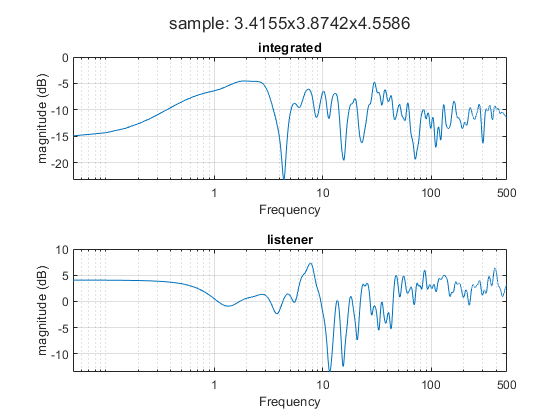 sample: 3.4155x3.8742x4.5586
integrated
magnitude (dB)
0
-5
-10
-15
-20
1
10
100
500
Frequency
listener
magnitude (dB)
10
5
0
-5
-10
1
10
100
500
Frequency